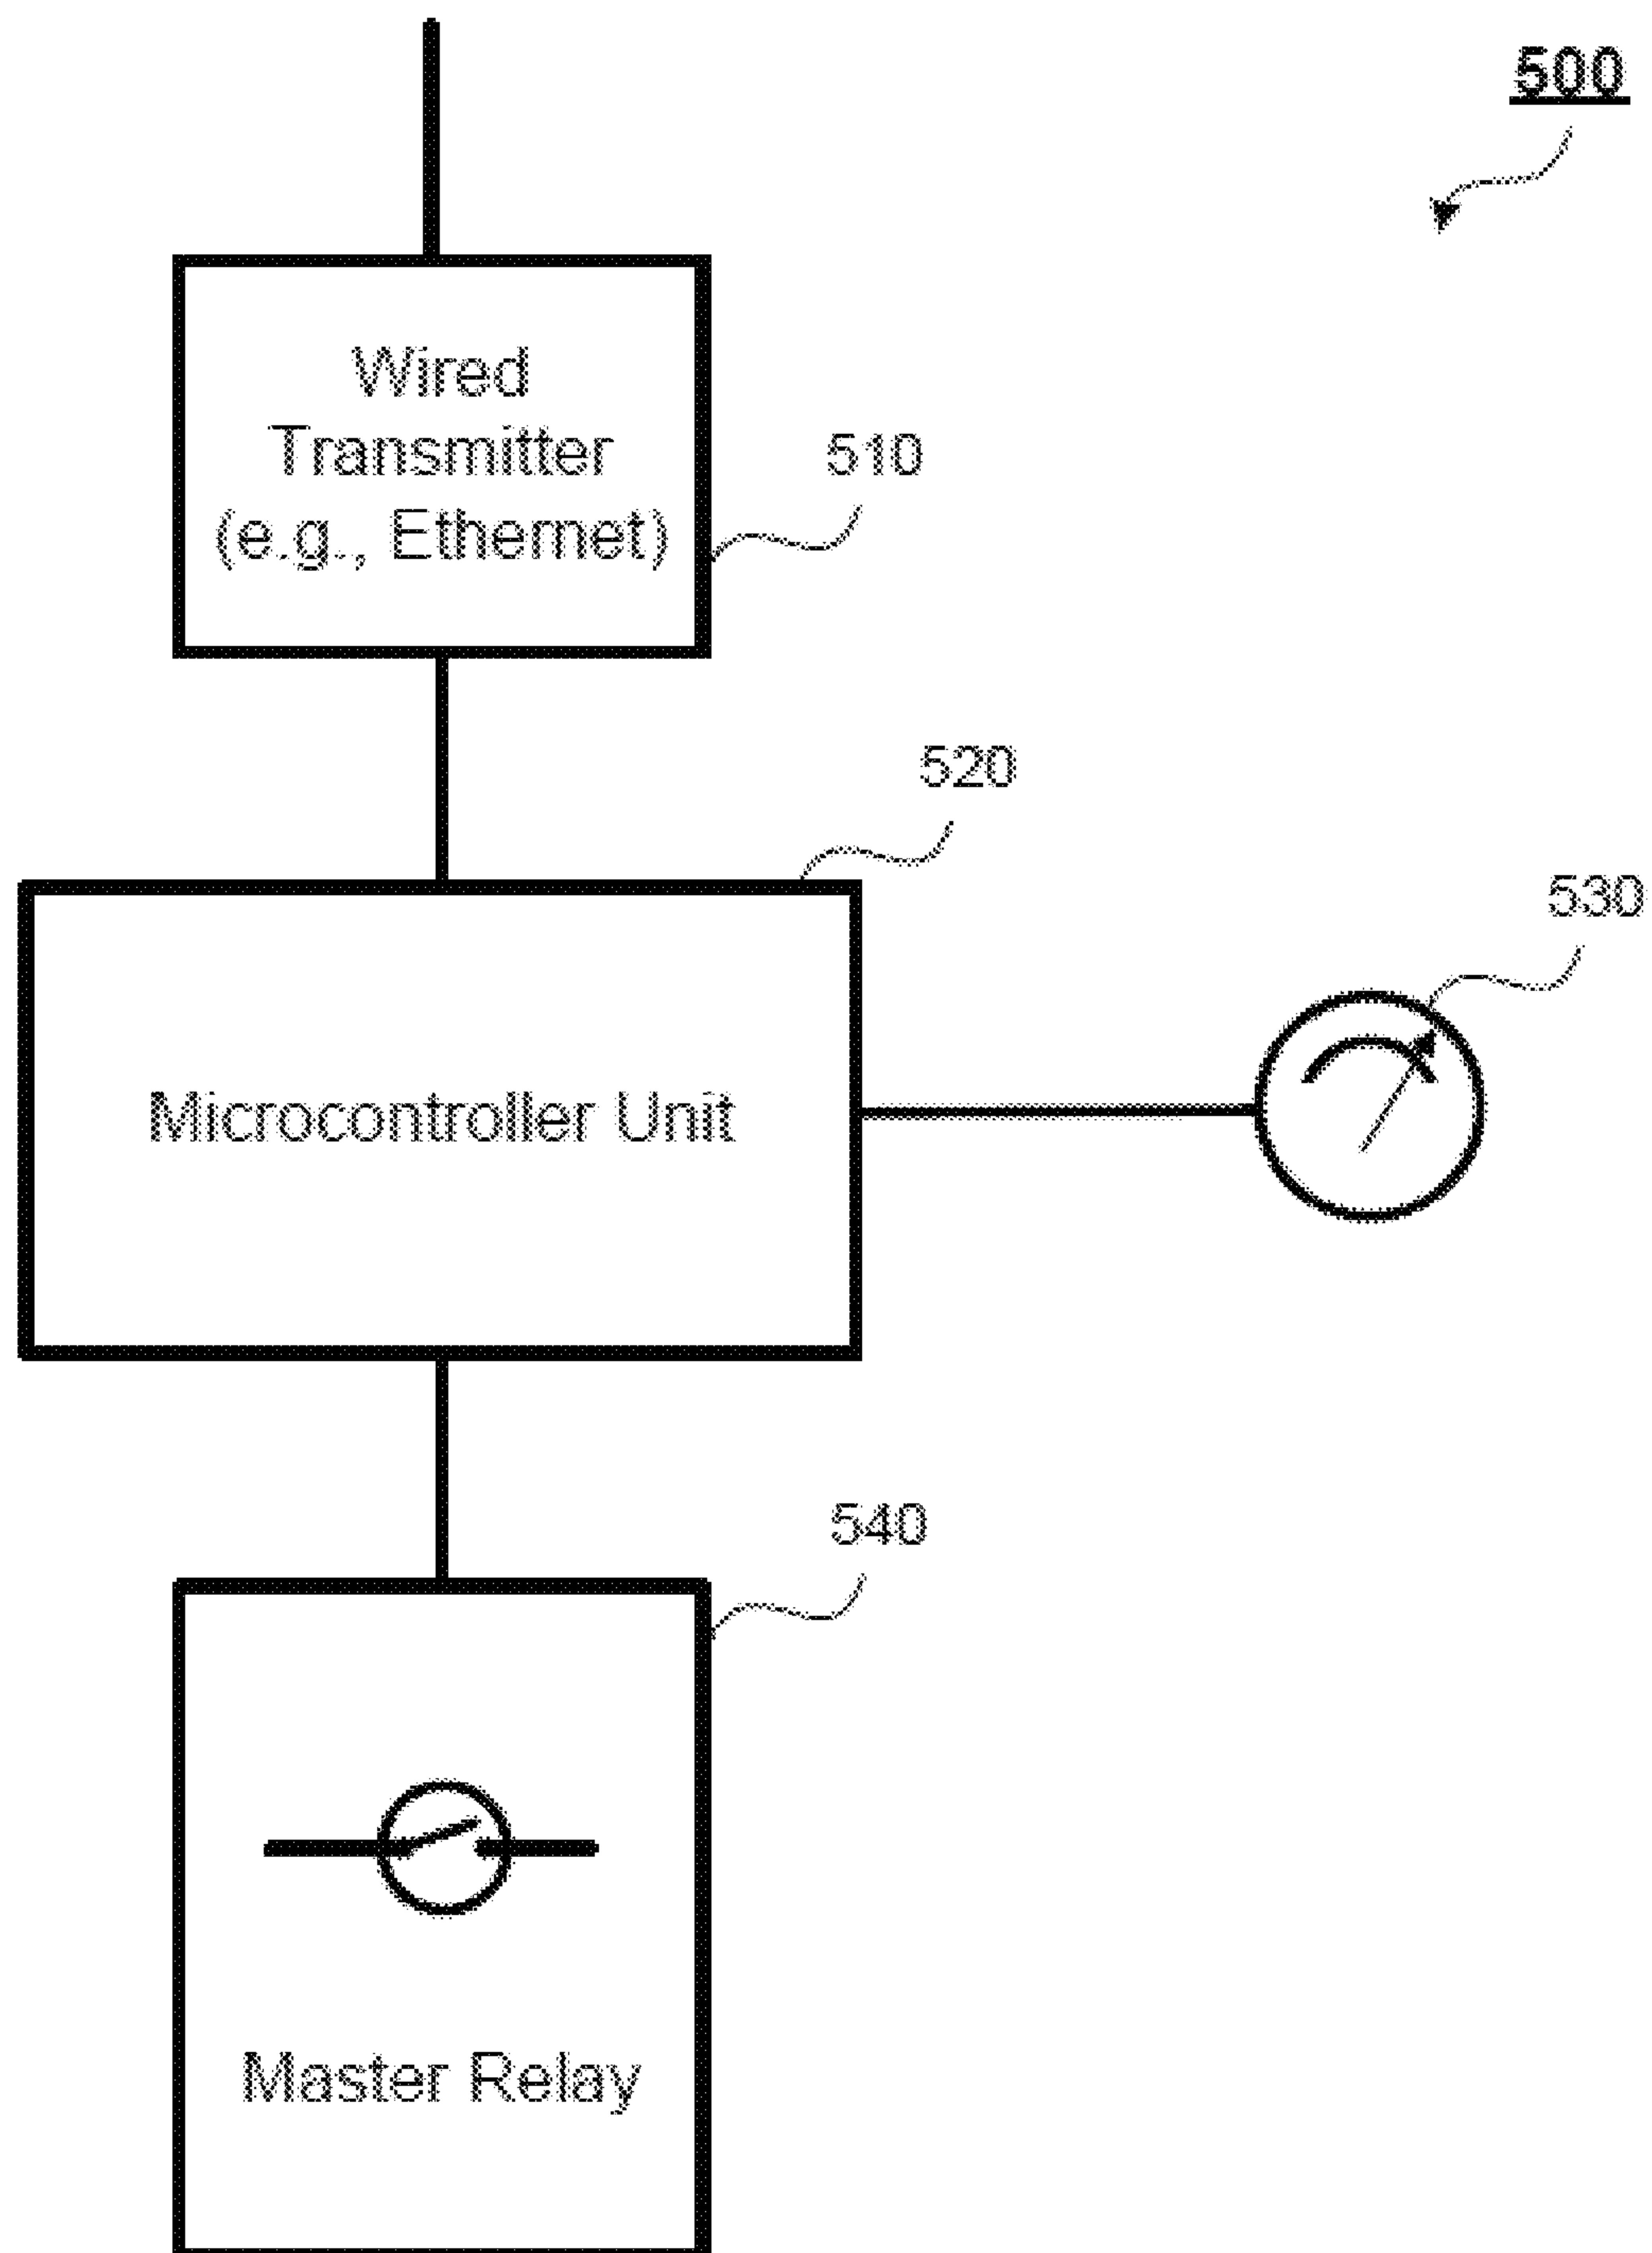 500
Wired
Transmitter
(e.g., Ethernet)
510
520
530
Microcontroller Unit
540
Master Relay